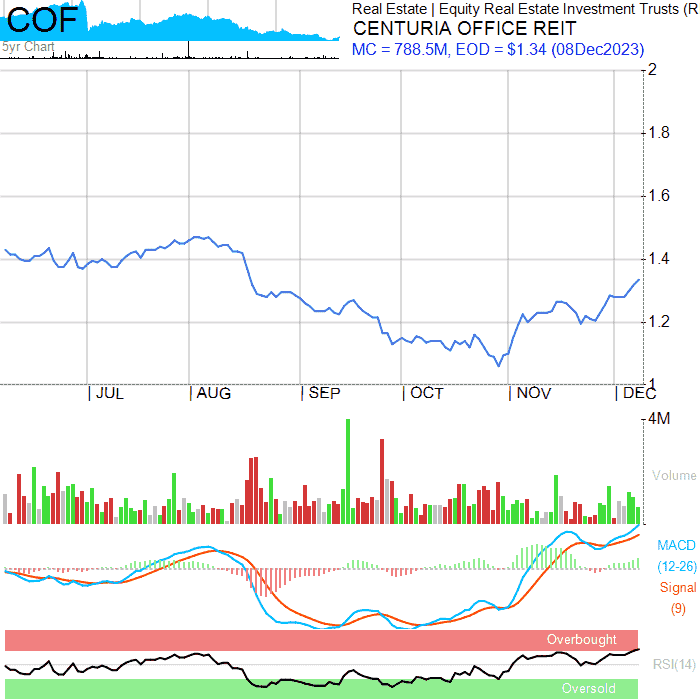 COF
5yr Chart
Real Estate | Equity Real Estate Investment Trusts (R
CENTURIA OFFICE REIT
MC = 788.5M, EOD = $1.34 (08Dec2023)
2
1.8
1.6
1.4
1.2
1
JUL AUG SEP OCT NOV DEC
4M
Volume
MACD
(12-26)
Signal
(9)
Overbought
RSI(14)
Oversold